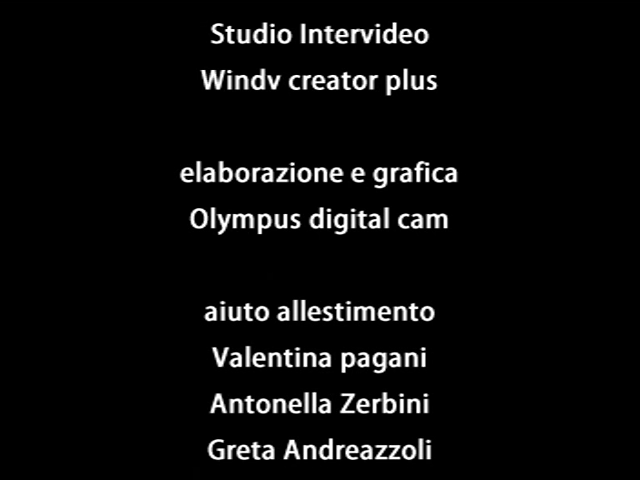 Studio Intervideo
Windv creator plus
elaborazione e grafica
Olympus digital cam
aiuto allestimento
Valentina pagani
Antonella Zerbini
Greta Andreazzoli